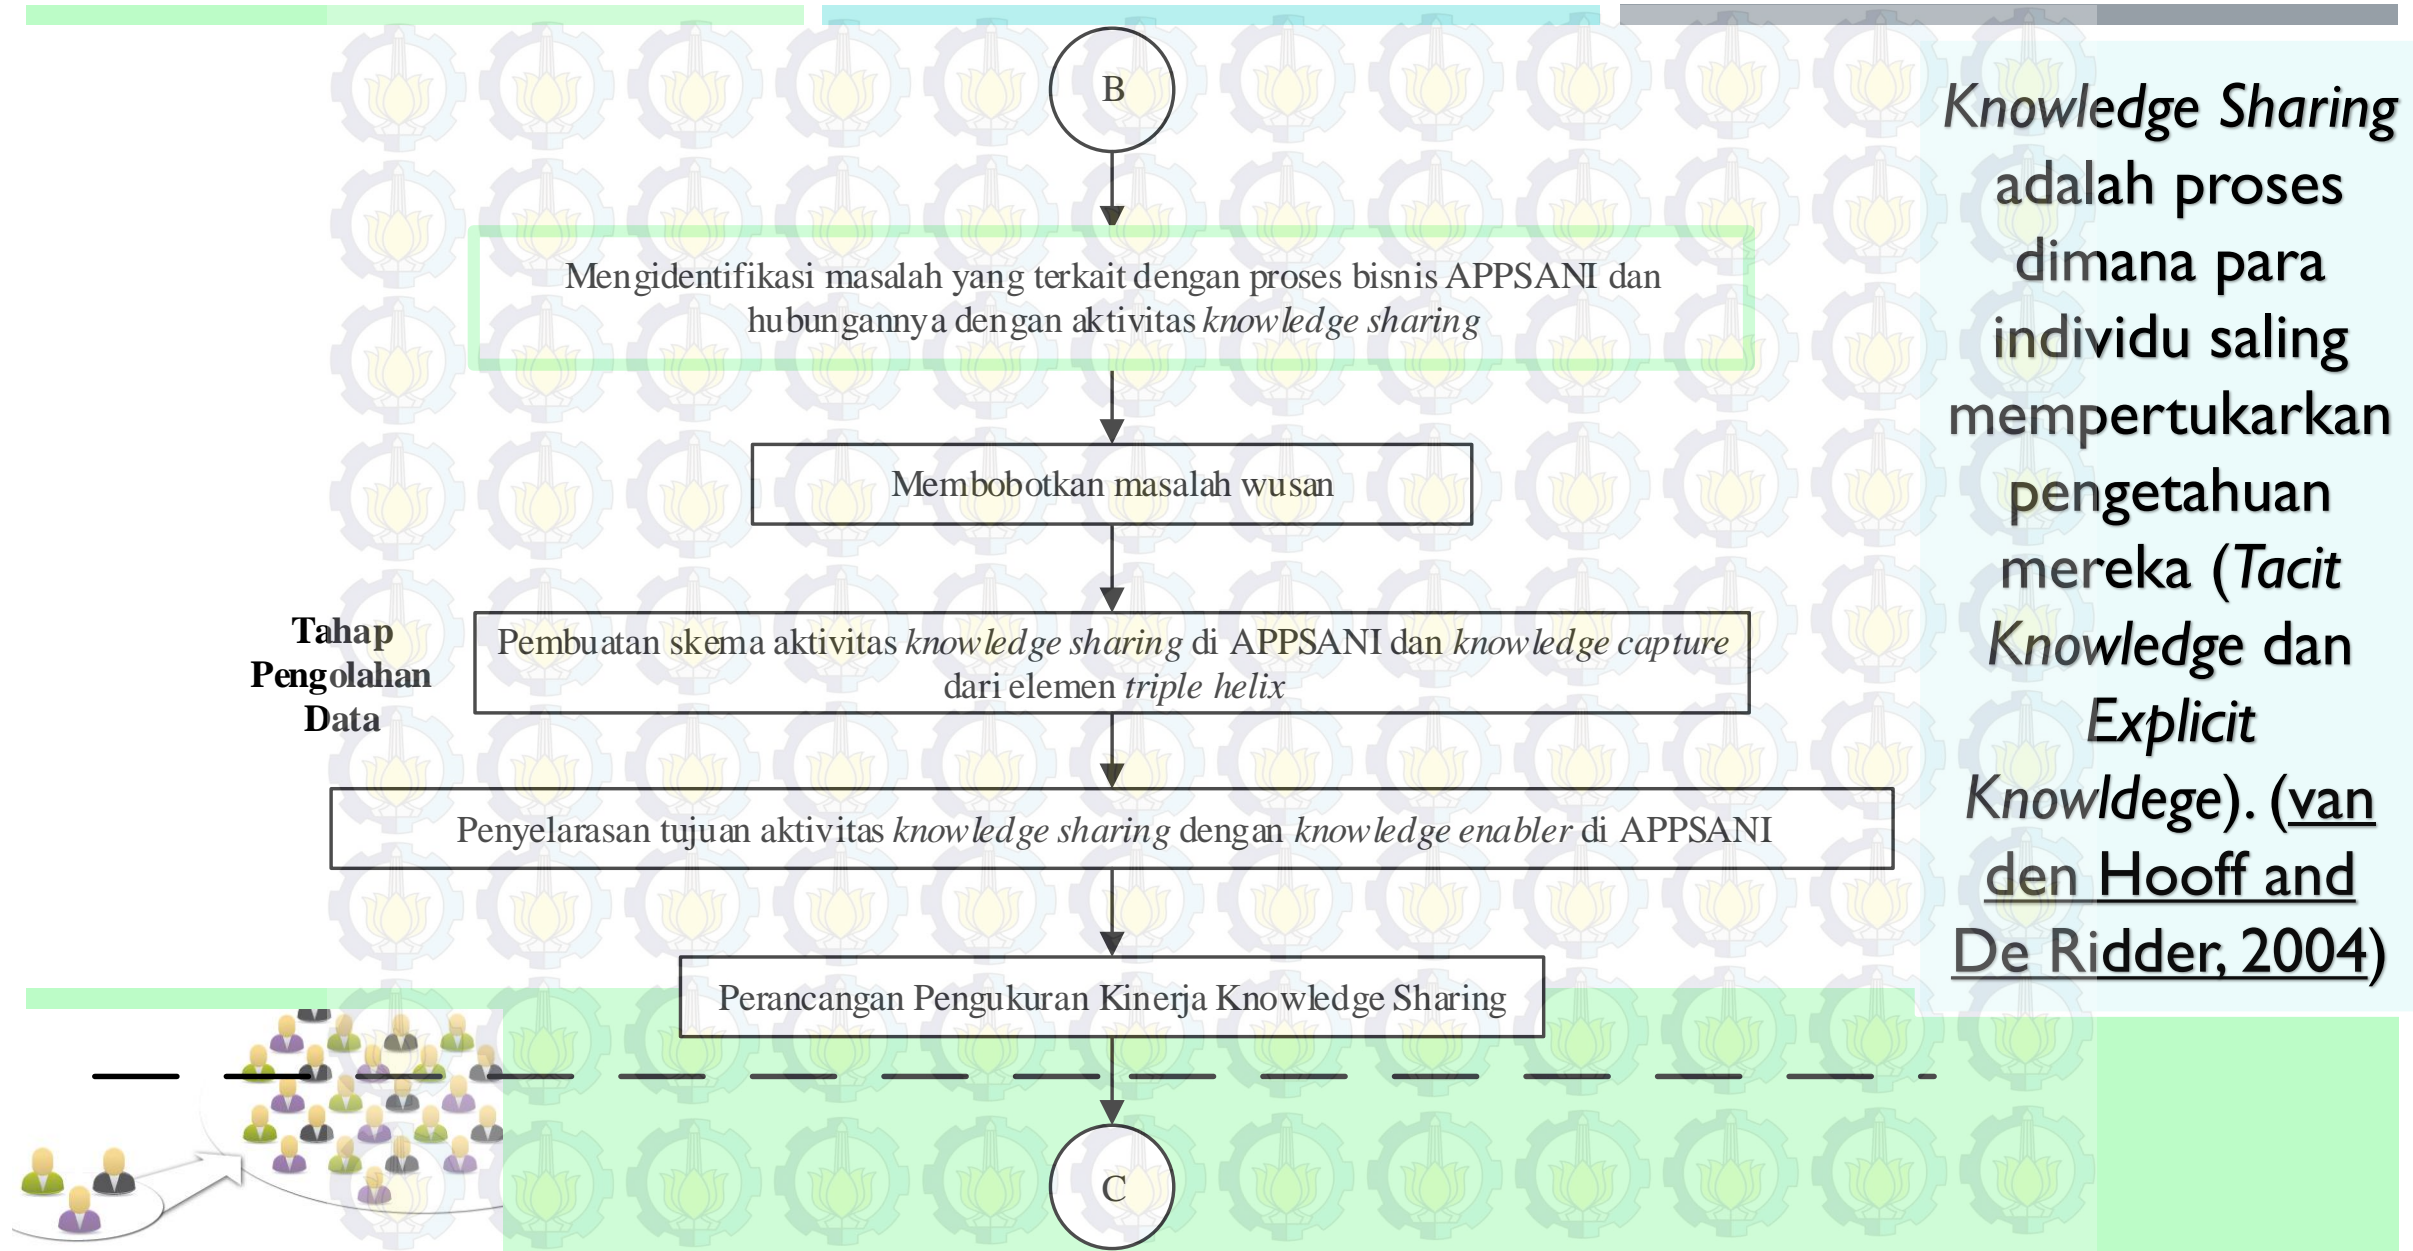 B
Mengidentifikasi masalah yang terkait dengan proses bisnis APPSANI dan
hubungannya dengan aktivitas knowledge sharing
Membobotkan masalah wusan
Tahap
Pengolahan
Data
Pembuatan skema aktivitas knowledge sharing di APPSANI dan knowledge capture
dari elemen triple helix
Penyelarasan tujuan aktivitas knowledge sharing dengan knowledge enabler di APPSANI
Perancangan Pengukuran Kinerja Knowledge Sharing
C
Knowledge Sharing
adalah proses
dimana para
individu saling
mempertukarkan
pengetahuan
mereka (Tacit
Knowledge dan
Explicit
Knowldege). (van
den Hooff and
De Ridder, 2004)